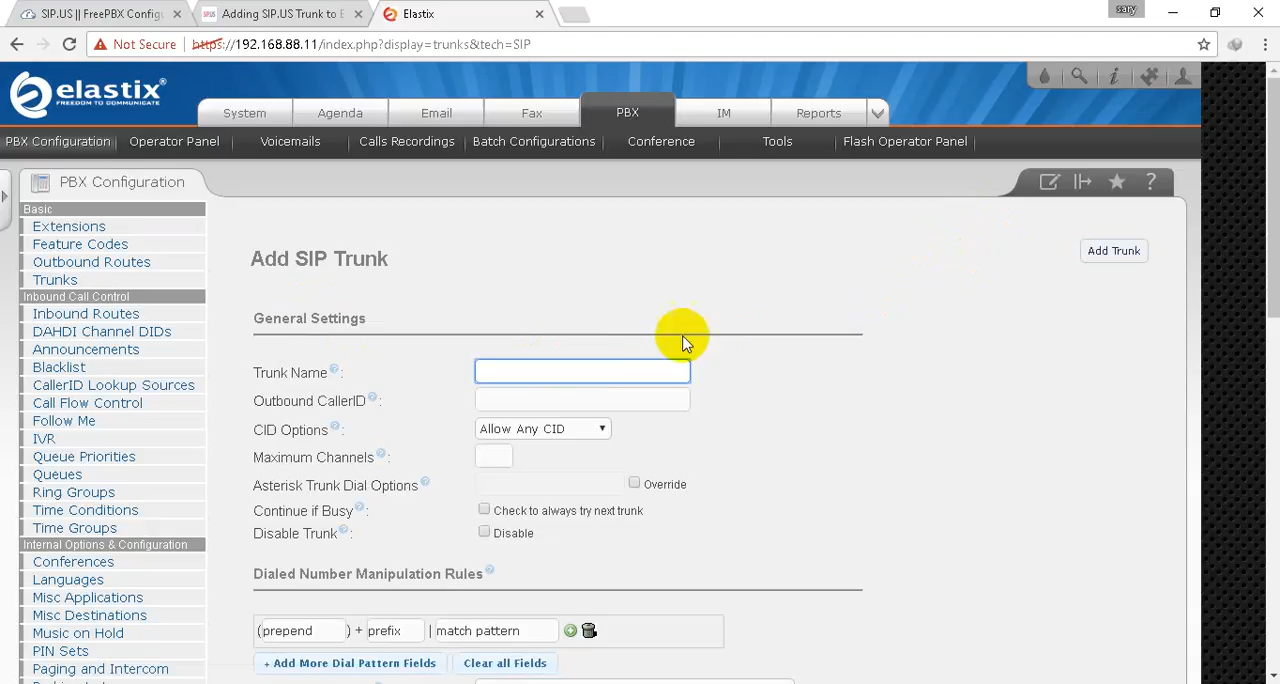 SIP.US || FreePBX Configu
Adding SIP.US Trunk to E
Elastix
sary
Not Secure | https://192.168.88.11/index.php?display=trunks&tech=SIP
elastix
FREEDOM TO COMMUNICATE
System
Agenda
Email
Fax
PBX
IM
Reports
PBX Configuration
Operator Panel
Voicemails
Calls Recordings
Batch Configurations
Conference
Tools
Flash Operator Panel
PBX Configuration
Basic
Extensions
Feature Codes
Outbound Routes
Trunks
Inbound Call Control
Inbound Routes
DAHDI Channel DIDs
Announcements
Blacklist
CallerID Lookup Sources
Call Flow Control
Follow Me
IVR
Queue Priorities
Queues
Ring Groups
Time Conditions
Time Groups
Internal Options & Configuration
Conferences
Languages
Misc Applications
Misc Destinations
Music on Hold
PIN Sets
Paging and Intercom
Add SIP Trunk
Add Trunk
General Settings
Trunk Name?:
Outbound CallerID?:
CID Options?: Allow Any CID
Maximum Channels?:
Asterisk Trunk Dial Options? Override
Continue if Busy?: Check to always try next trunk
Disable Trunk?: Disable
Dialed Number Manipulation Rules?
(prepend) + prefix | match pattern
+ Add More Dial Pattern Fields
Clear all Fields